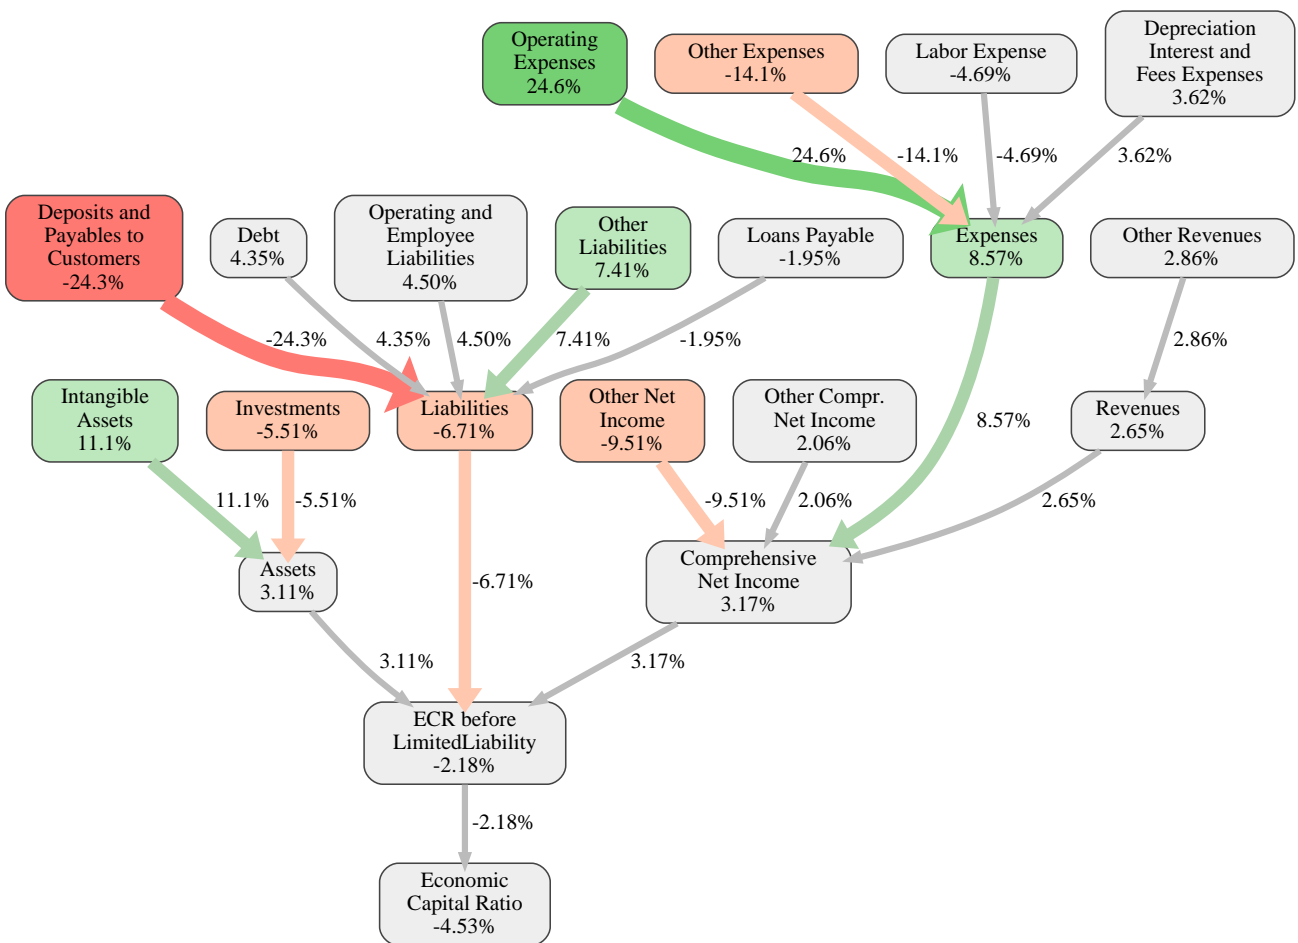 Operating
Expenses
24.6%
Other Expenses
-14.1%
Labor Expense
-4.69%
Depreciation
Interest and
Fees Expenses
3.62%
24.6%
-14.1%
-4.69%
3.62%
Deposits and
Payables to
Customers
-24.3%
Debt
4.35%
Operating and
Employee
Liabilities
4.50%
Other
Liabilities
7.41%
Loans Payable
-1.95%
Expenses
8.57%
Other Revenues
2.86%
-24.3%
4.35%
4.50%
7.41%
-1.95%
2.86%
Intangible
Assets
11.1%
Investments
-5.51%
Liabilities
-6.71%
Other Net
Income
-9.51%
Other Compr.
Net Income
2.06%
8.57%
Revenues
2.65%
11.1%
-5.51%
-9.51%
2.06%
2.65%
Assets
3.11%
-6.71%
Comprehensive
Net Income
3.17%
3.11%
3.17%
ECR before
LimitedLiability
-2.18%
-2.18%
Economic
Capital Ratio
-4.53%